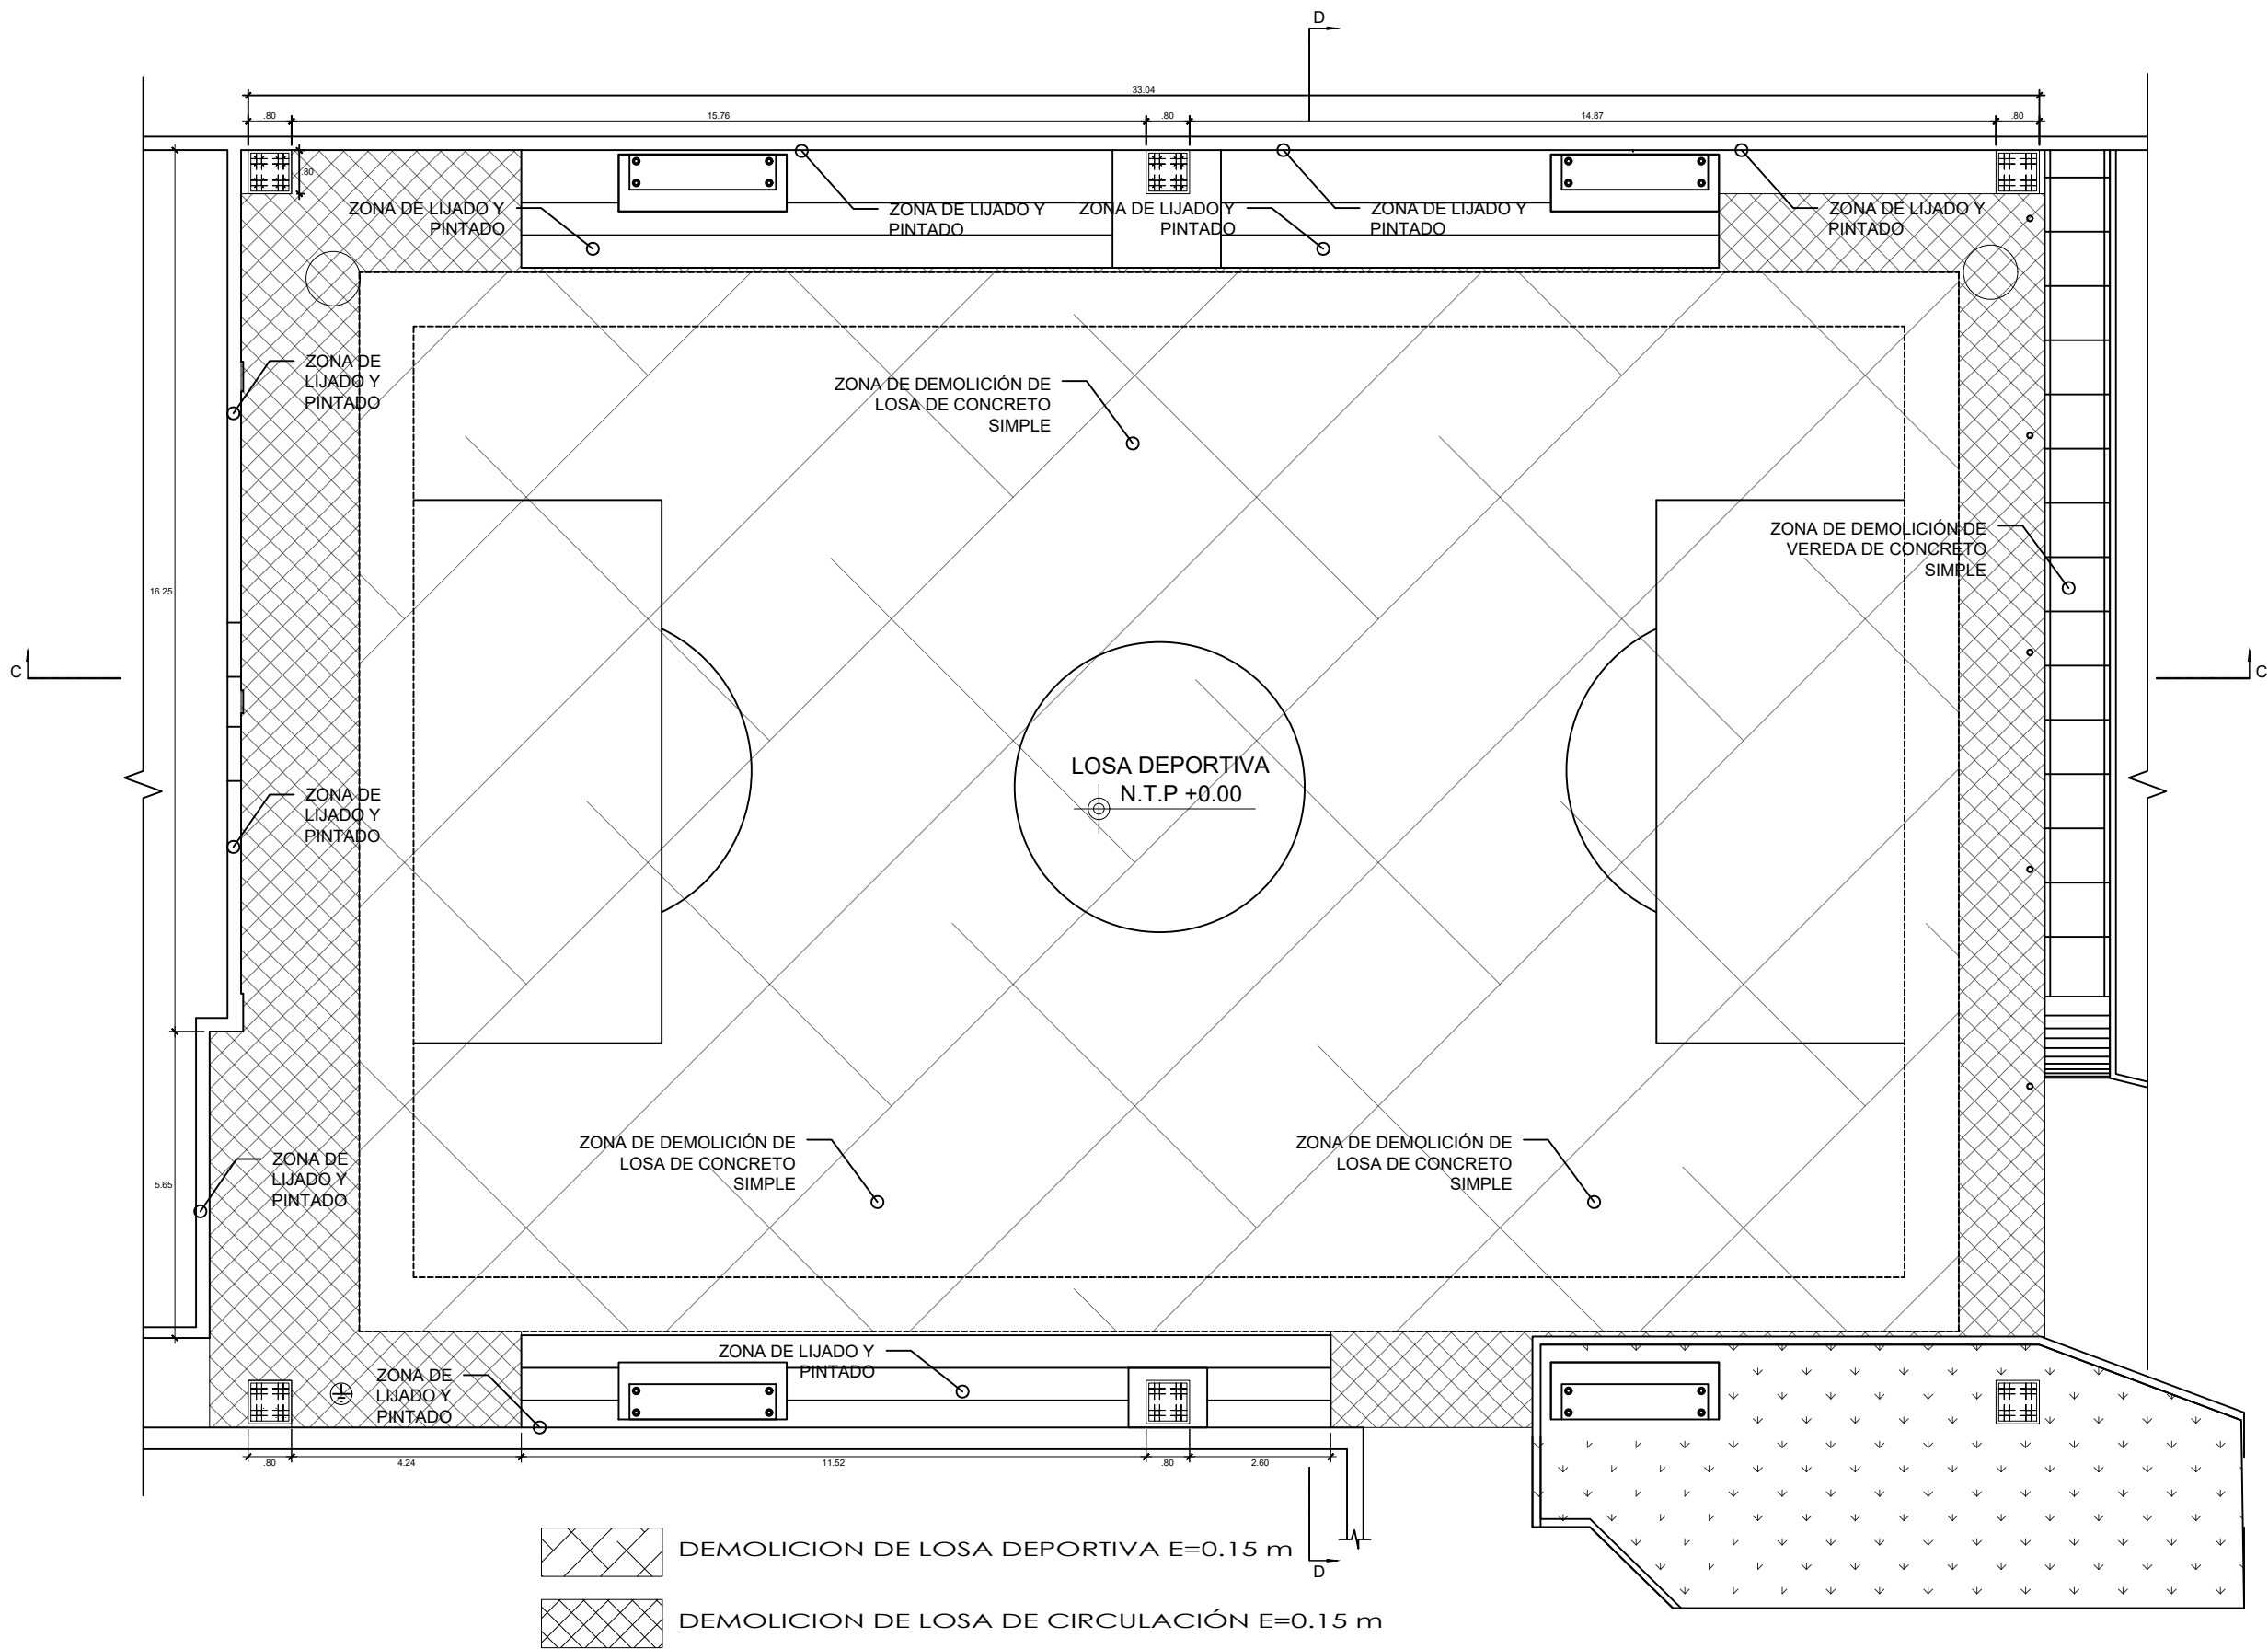 D
33.04
.80
15.76
.80
14.87
.80
.80
ZONA DE LIJADO Y
PINTADO
ZONA DE LIJADO Y
PINTADO
ZONA DE LIJADO Y
PINTADO
ZONA DE LIJADO Y
PINTADO
ZONA DE LIJADO Y
PINTADO
ZONA DE
LIJADO Y
PINTADO
ZONA DE DEMOLICIÓN DE
LOSA DE CONCRETO
SIMPLE
ZONA DE DEMOLICIÓN DE
VEREDA DE CONCRETO
SIMPLE
16.25
C
C
LOSA DEPORTIVA
N.T.P +0.00
ZONA DE
LIJADO Y
PINTADO
ZONA DE DEMOLICIÓN DE
LOSA DE CONCRETO
SIMPLE
ZONA DE DEMOLICIÓN DE
LOSA DE CONCRETO
SIMPLE
ZONA DE
LIJADO Y
PINTADO
5.65
ZONA DE LIJADO Y
PINTADO
ZONA DE
LIJADO Y
PINTADO
.80
4.24
11.52
.80
2.60
DEMOLICION DE LOSA DEPORTIVA E=0.15 m
D
DEMOLICION DE LOSA DE CIRCULACIÓN E=0.15 m